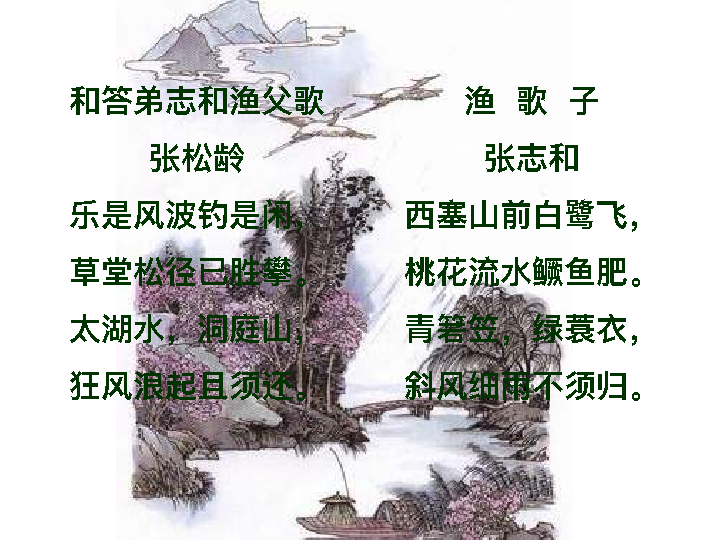 和答弟志和渔父歌
张松龄
乐是风波钓是闲，
草堂松径已胜攀。
太湖水，洞庭山，
狂风浪起且须还。
渔 歌 子
张志和
西塞山前白鹭飞，
桃花流水鳜鱼肥。
青箬笠，绿蓑衣，
斜风细雨不须归。